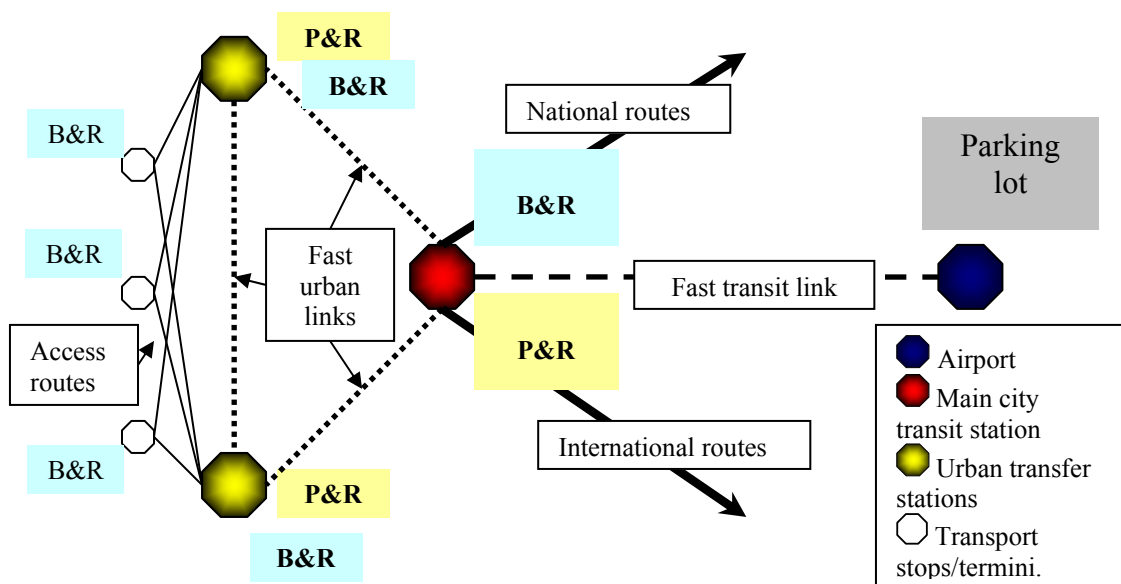 P&R
B&R
B&R
National routes
Parking
lot
B&R
B&R
Fast
urban
links
Fast transit link
Access
routes
P&R
B&R
International routes
P&R
B&R
Airport
Main city
transit station
Urban transfer
stations
Transport
stops/termini.